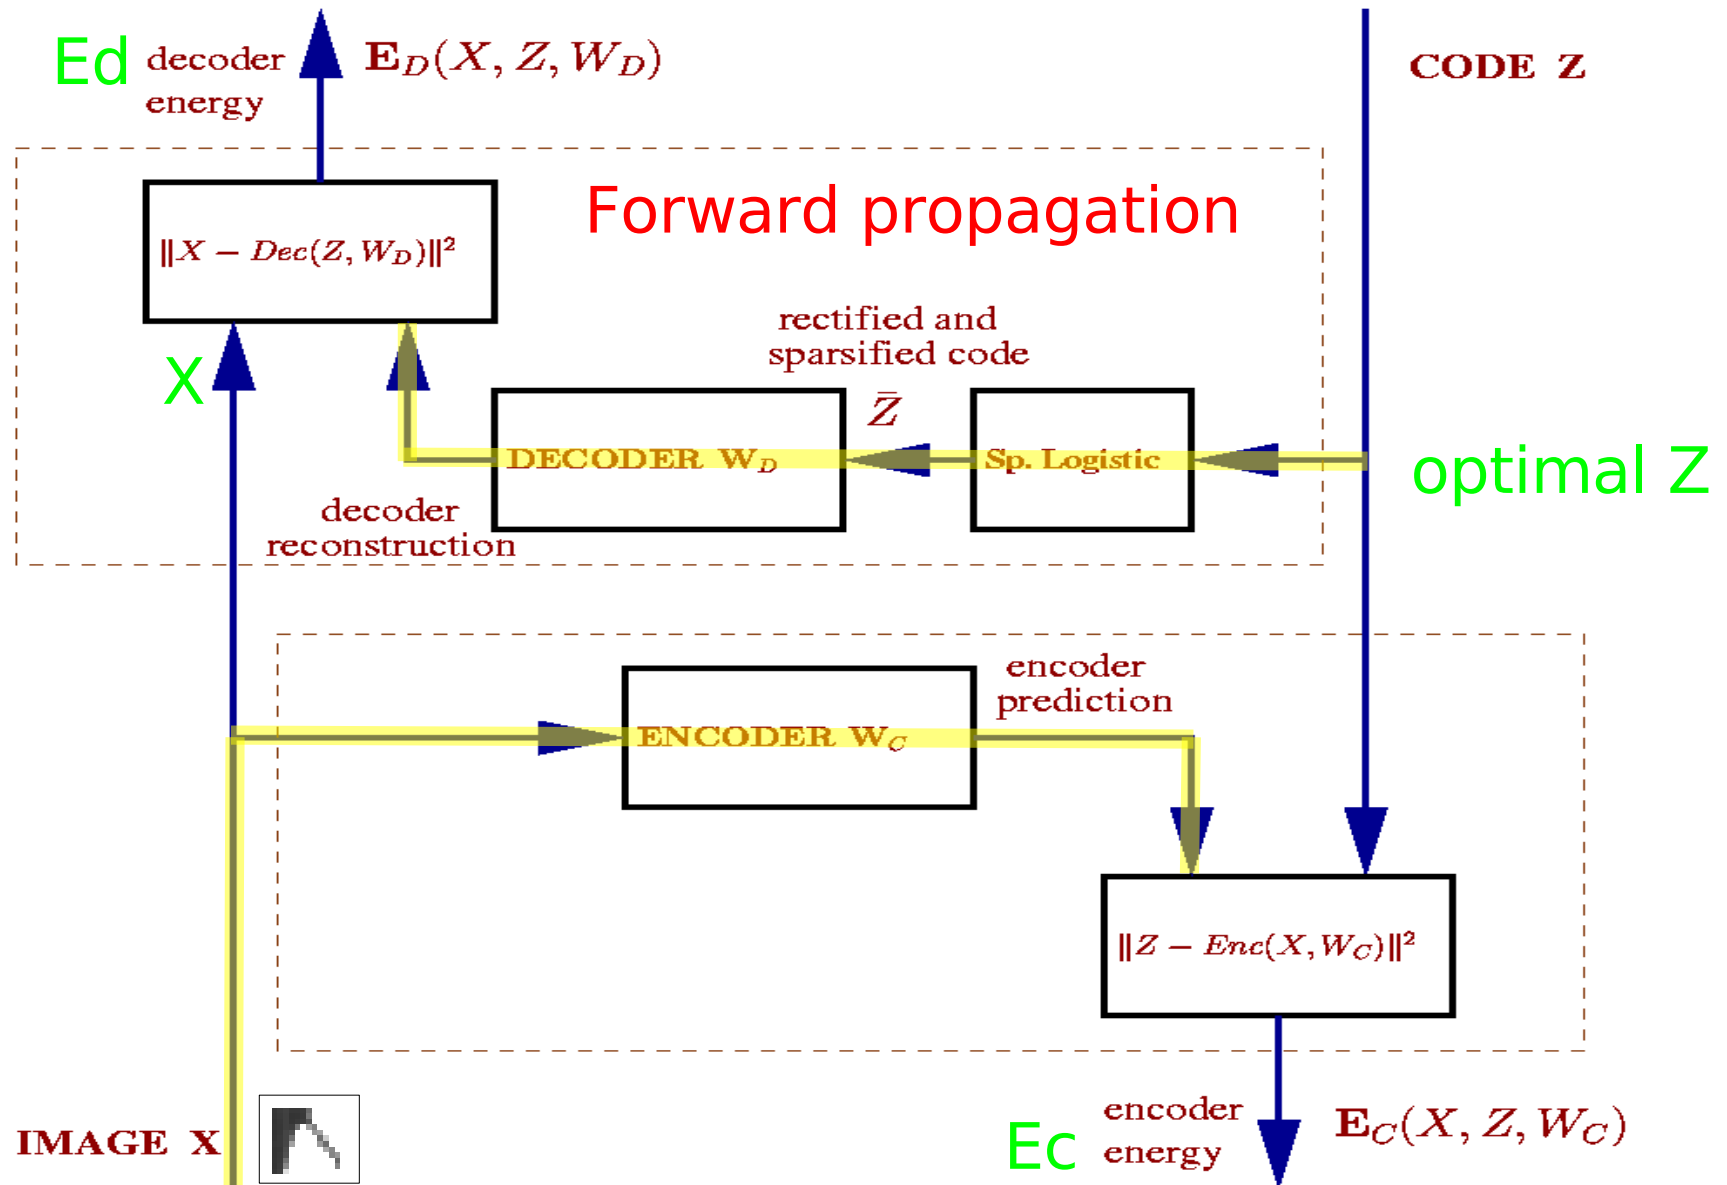 Ed
decoder
energy
E_D(X, Z, W_D)
CODE Z
Forward propagation
‖X − Dec(Z, W_D)‖²
rectified and
sparsified code
X
Z̄
DECODER W_D
Sp. Logistic
optimal Z
decoder
reconstruction
encoder
prediction
ENCODER W_C
‖Z − Enc(X, W_C)‖²
IMAGE X
Ec
encoder
energy
E_C(X, Z, W_C)